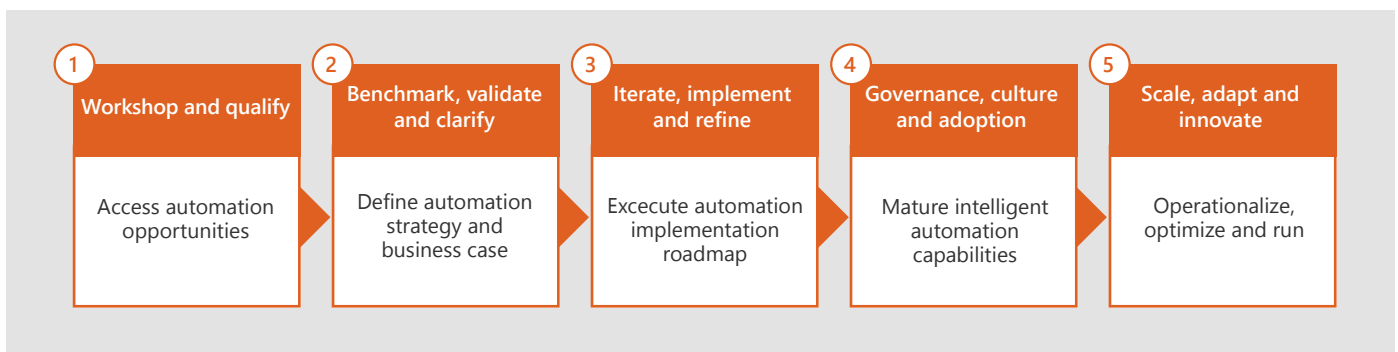 1
Workshop and qualify
Access automation
opportunities
2
Benchmark, validate
and clarify
Define automation
strategy and
business case
3
Iterate, implement
and refine
Excecute automation
implementation
roadmap
4
Governance, culture
and adoption
Mature intelligent
automation
capabilities
5
Scale, adapt and
innovate
Operationalize,
optimize and run